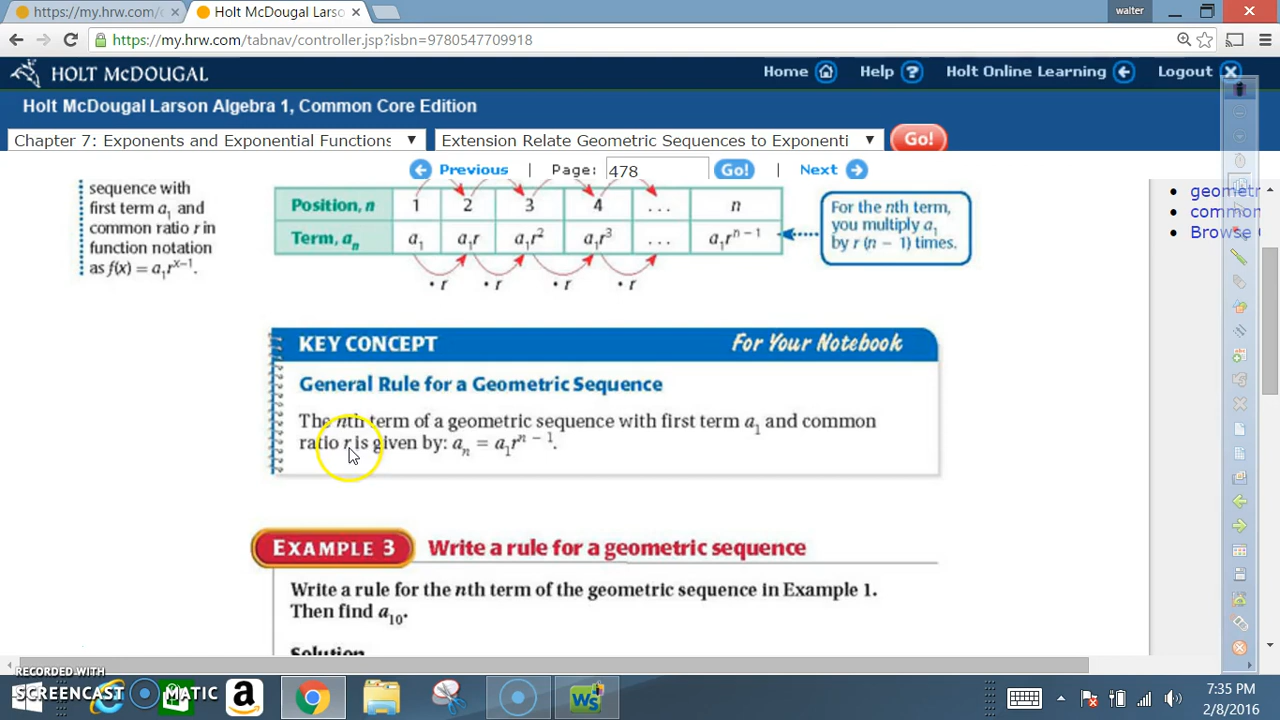 https://my.hrw.com/tabnav/c
Holt McDougal Larso
walter
https://my.hrw.com/tabnav/controller.jsp?isbn=9780547709918
HOLT MCDOUGAL
Home
Help
Holt Online Learning
Logout
Holt McDougal Larson Algebra 1, Common Core Edition
Chapter 7: Exponents and Exponential Functions
Extension Relate Geometric Sequences to Exponenti
Go!
Previous | Page: 478 Go! | Next
sequence with
first term a₁ and
common ratio r in
function notation
as f(x) = a₁rˣ⁻¹.
Position, n 1 2 3 4 ... n
Term, aₙ a₁ a₁r a₁r² a₁r³ ... a₁rⁿ⁻¹
• r • r • r • r
For the nth term,
you multiply a₁
by r (n − 1) times.
geometr
common
Browse
KEY CONCEPT
For Your Notebook
General Rule for a Geometric Sequence
The nth term of a geometric sequence with first term a₁ and common
ratio r is given by: aₙ = a₁rⁿ⁻¹.
EXAMPLE 3 Write a rule for a geometric sequence
Write a rule for the nth term of the geometric sequence in Example 1.
Then find a₁₀.
Solution
RECORDED WITH
SCREENCAST MATIC
7:35 PM
2/8/2016